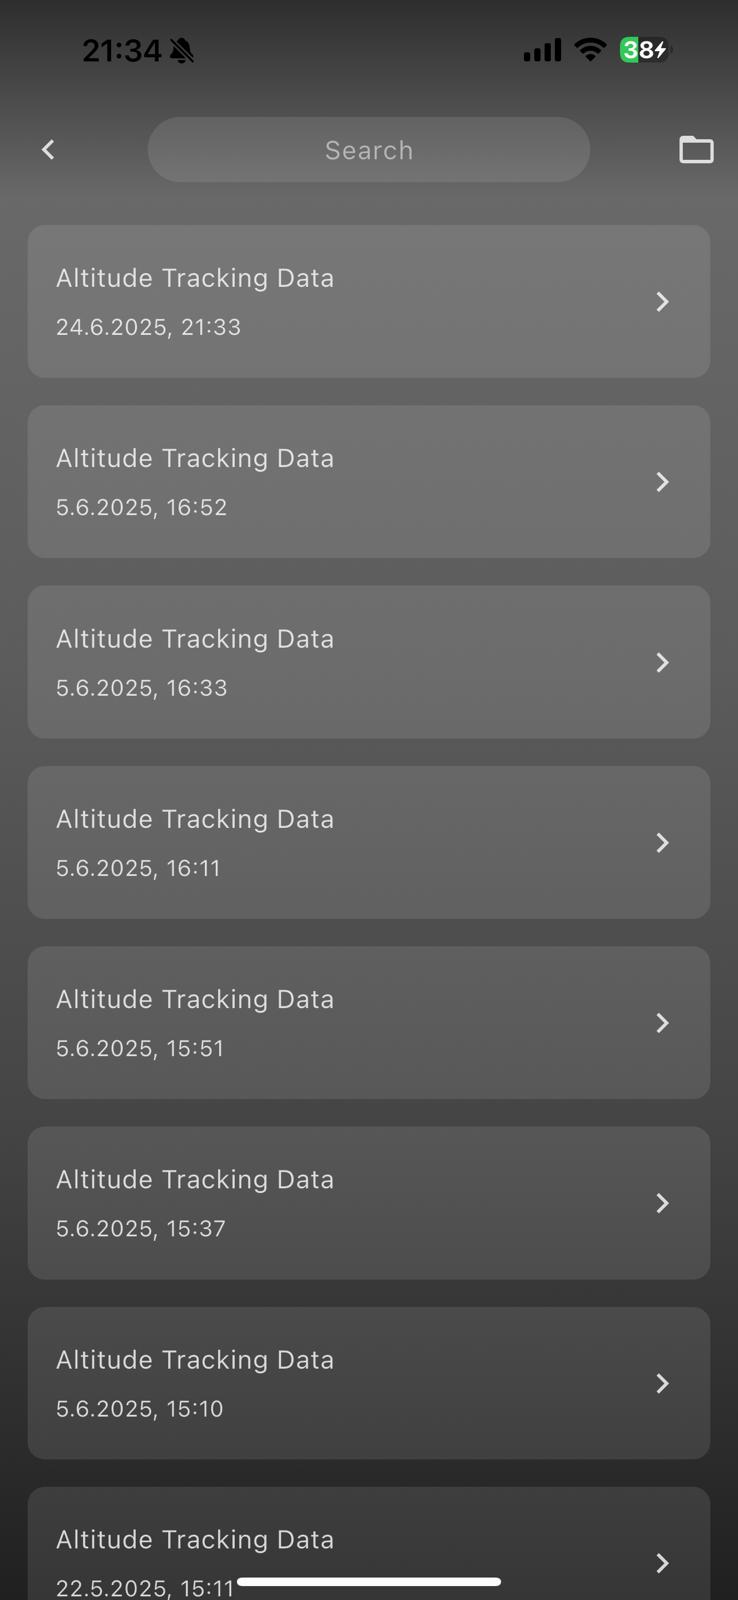 21:34
38
Search
Altitude Tracking Data
24.6.2025, 21:33
Altitude Tracking Data
5.6.2025, 16:52
Altitude Tracking Data
5.6.2025, 16:33
Altitude Tracking Data
5.6.2025, 16:11
Altitude Tracking Data
5.6.2025, 15:51
Altitude Tracking Data
5.6.2025, 15:37
Altitude Tracking Data
5.6.2025, 15:10
Altitude Tracking Data
22.5.2025, 15:11